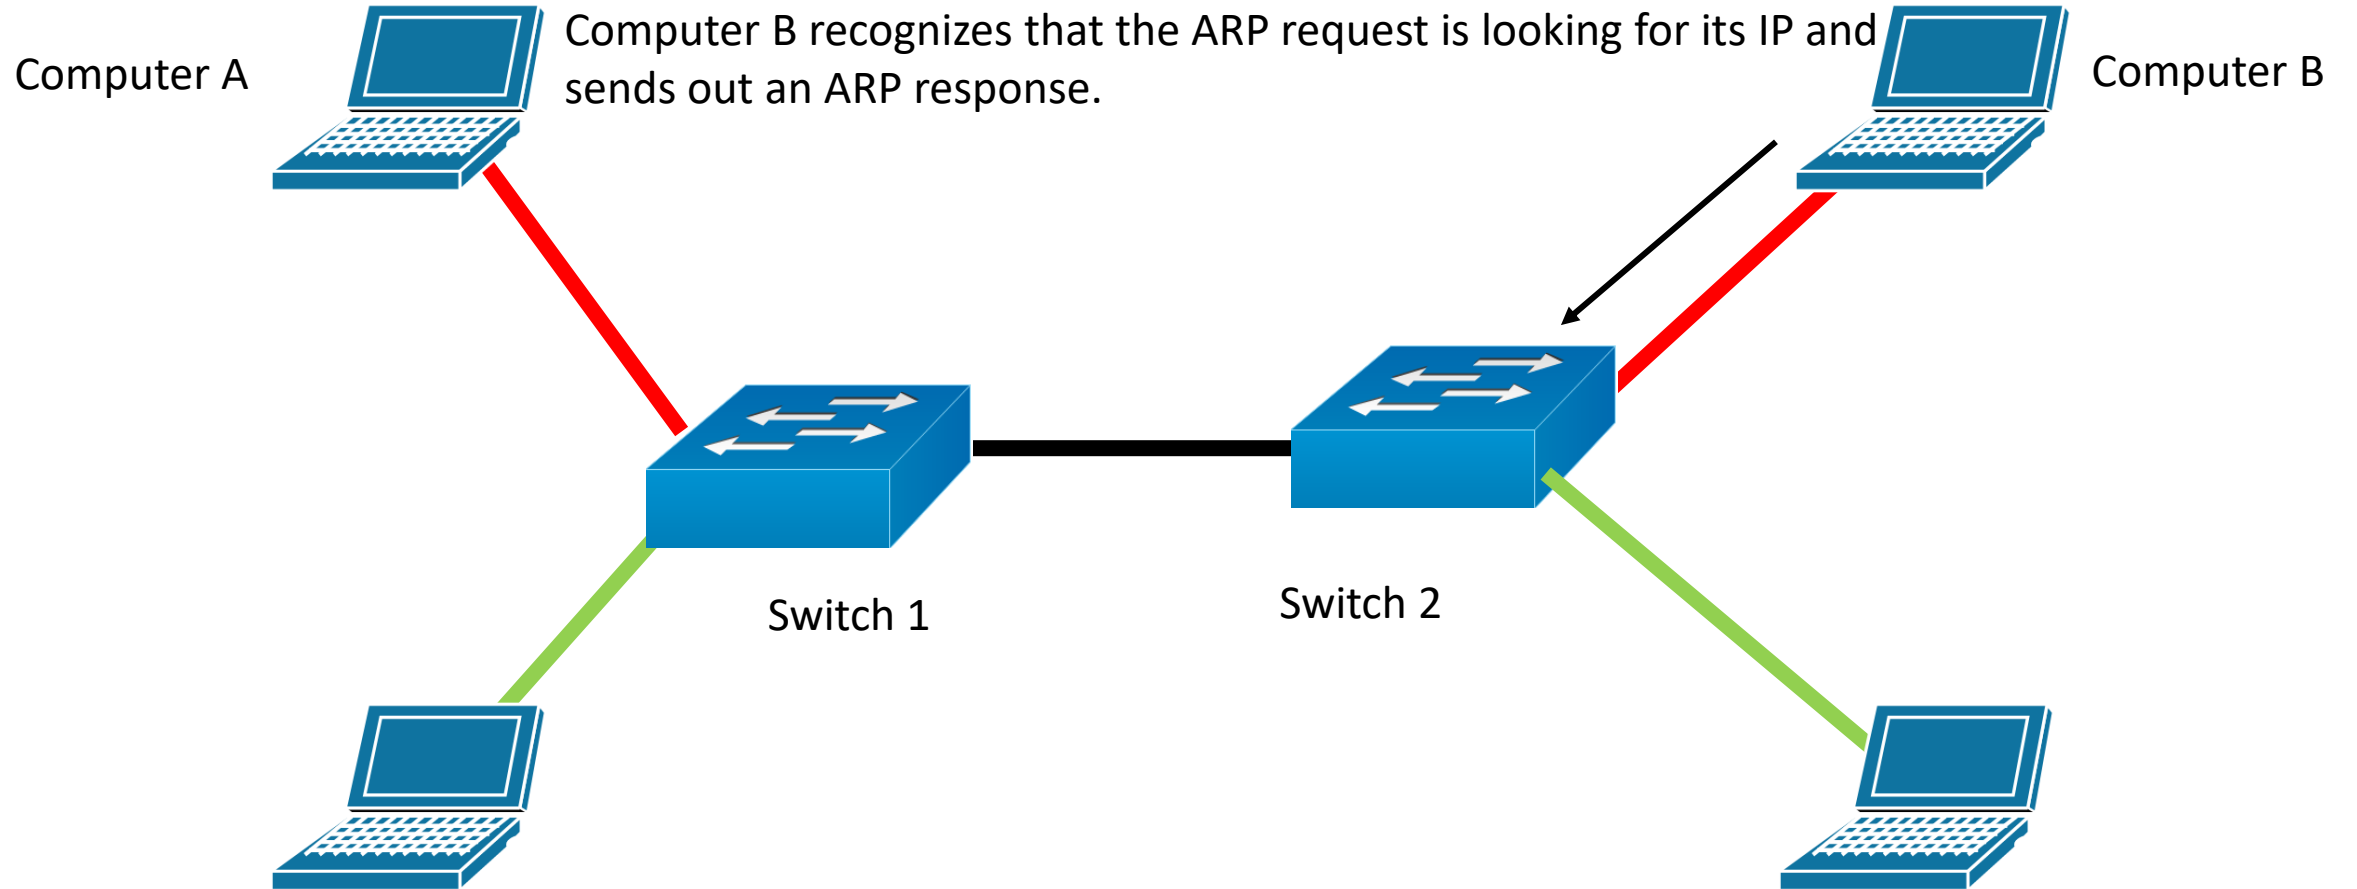 Computer B recognizes that the ARP request is looking for its IP and
sends out an ARP response.
Computer A
Computer B
Switch 1
Switch 2